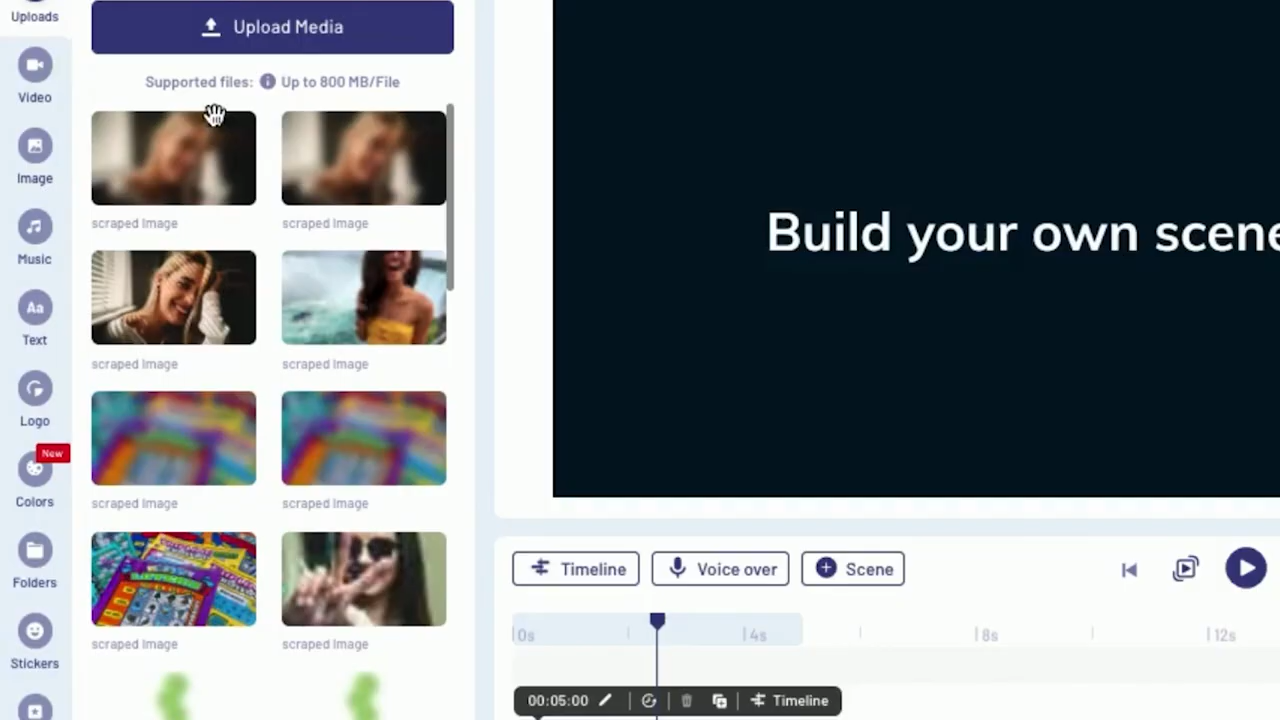 Uploads
Upload Media
Supported files: Up to 800 MB/File
Video
Image
Music
Aa
Text
Logo
New
Colors
Folders
Stickers
scraped Image
scraped Image
scraped Image
scraped Image
scraped Image
scraped Image
scraped Image
scraped Image
Build your own scene
Timeline
Voice over
Scene
0s
4s
8s
12s
00:05:00
Timeline